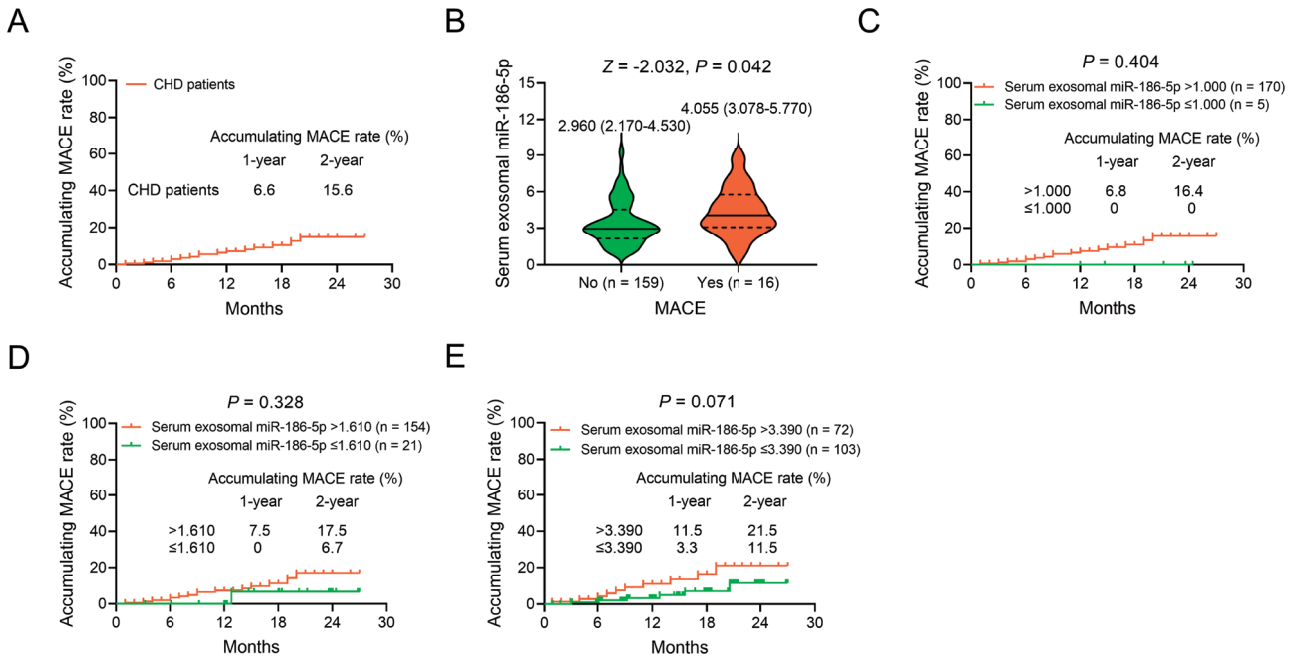 A
Accumulating MACE rate (%)
100
80
60
40
20
0
CHD patients
Accumulating MACE rate (%)
1-year 2-year
CHD patients 6.6 15.6
0 6 12 18 24 30
Months
B
Z = -2.032, P = 0.042
Serum exosomal miR-186-5p
15
12
9
6
3
0
4.055 (3.078-5.770)
2.960 (2.170-4.530)
No (n = 159) Yes (n = 16)
MACE
C
P = 0.404
Accumulating MACE rate (%)
100
80
60
40
20
0
Serum exosomal miR-186-5p >1.000 (n = 170)
Serum exosomal miR-186-5p ≤1.000 (n = 5)
Accumulating MACE rate (%)
1-year 2-year
>1.000 6.8 16.4
≤1.000 0 0
0 6 12 18 24 30
Months
D
P = 0.328
Accumulating MACE rate (%)
100
80
60
40
20
0
Serum exosomal miR-186-5p >1.610 (n = 154)
Serum exosomal miR-186-5p ≤1.610 (n = 21)
Accumulating MACE rate (%)
1-year 2-year
>1.610 7.5 17.5
≤1.610 0 6.7
0 6 12 18 24 30
Months
E
P = 0.071
Accumulating MACE rate (%)
100
80
60
40
20
0
Serum exosomal miR-186-5p >3.390 (n = 72)
Serum exosomal miR-186-5p ≤3.390 (n = 103)
Accumulating MACE rate (%)
1-year 2-year
>3.390 11.5 21.5
≤3.390 3.3 11.5
0 6 12 18 24 30
Months